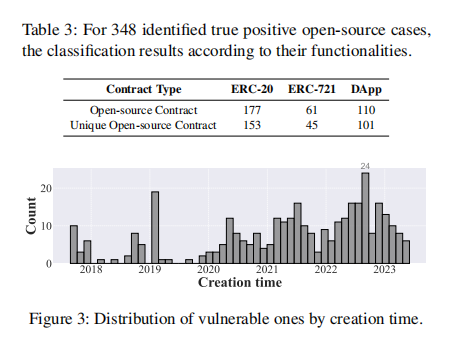 Table 3: For 348 identified true positive open-source cases,
the classification results according to their functionalities.
Contract Type ERC-20 ERC-721 DApp
Open-source Contract 177 61 110
Unique Open-source Contract 153 45 101
24
20
10
0
Count
2018 2019 2020 2021 2022 2023
Creation time
Figure 3: Distribution of vulnerable ones by creation time.